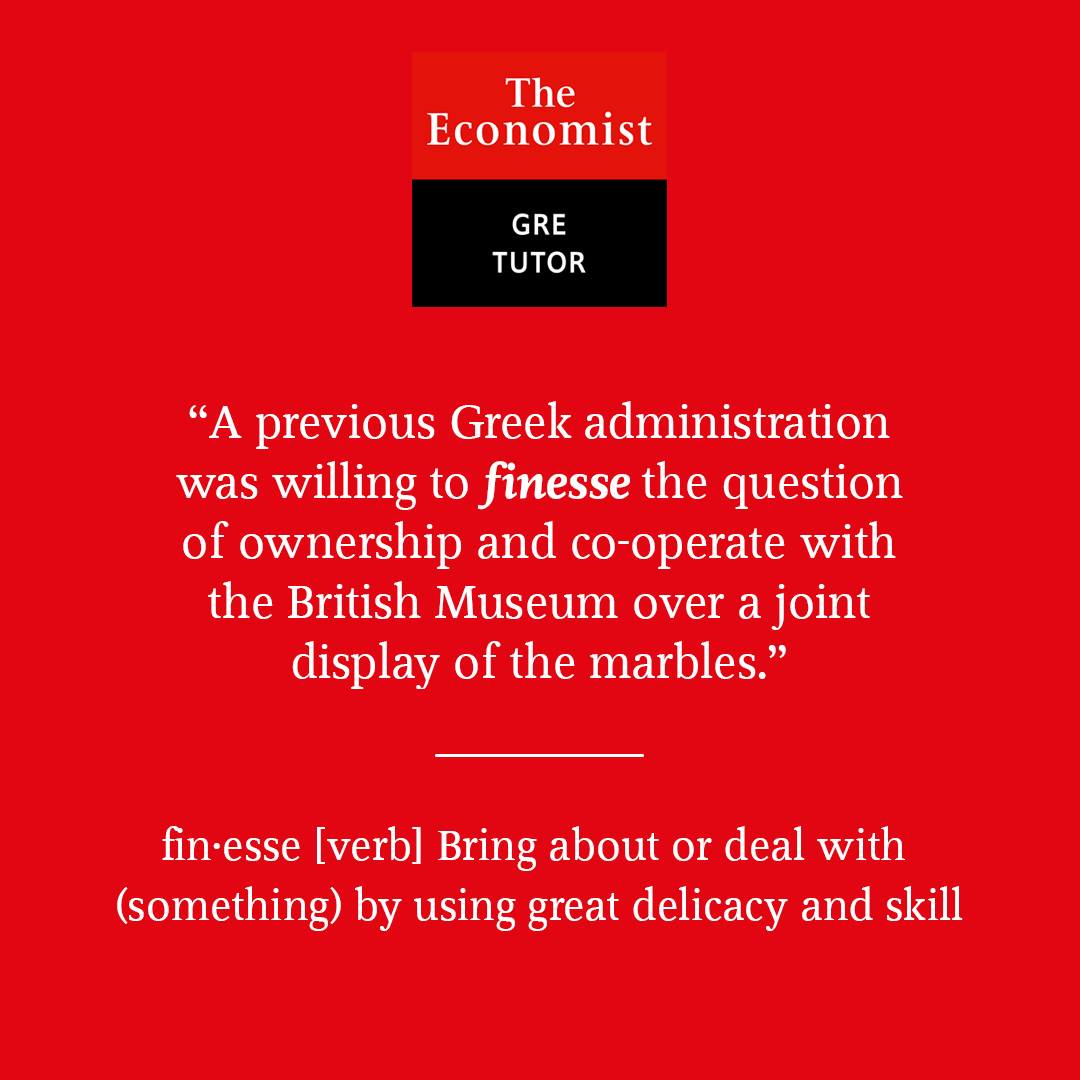 The
Economist
GRE
TUTOR
“A previous Greek administration
was willing to finesse the question
of ownership and co-operate with
the British Museum over a joint
display of the marbles.”
fin·esse [verb] Bring about or deal with
(something) by using great delicacy and skill